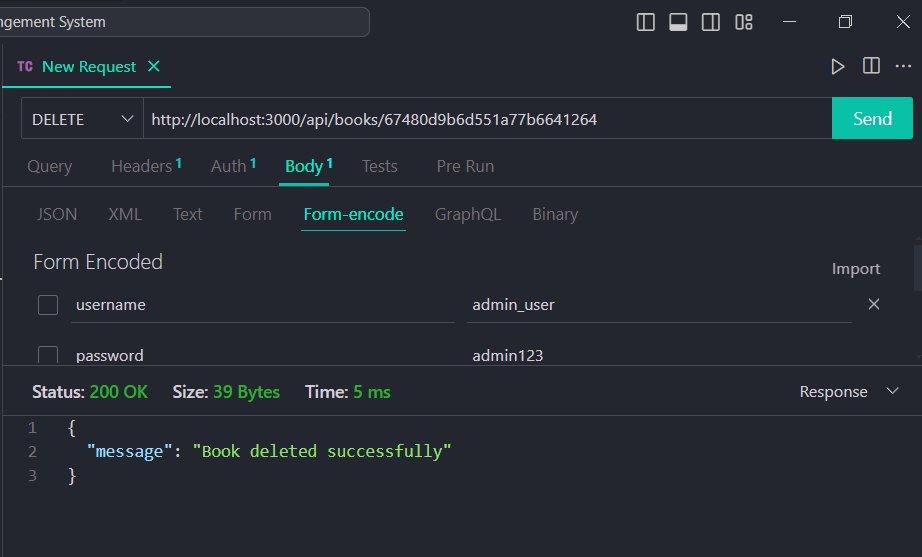 ngement System
TC New Request
DELETE http://localhost:3000/api/books/67480d9b6d551a77b6641264 Send
Query Headers 1 Auth 1 Body 1 Tests Pre Run
JSON XML Text Form Form-encode GraphQL Binary
Form Encoded
Import
username admin_user
password admin123
Status: 200 OK Size: 39 Bytes Time: 5 ms Response
1 {
2 "message": "Book deleted successfully"
3 }